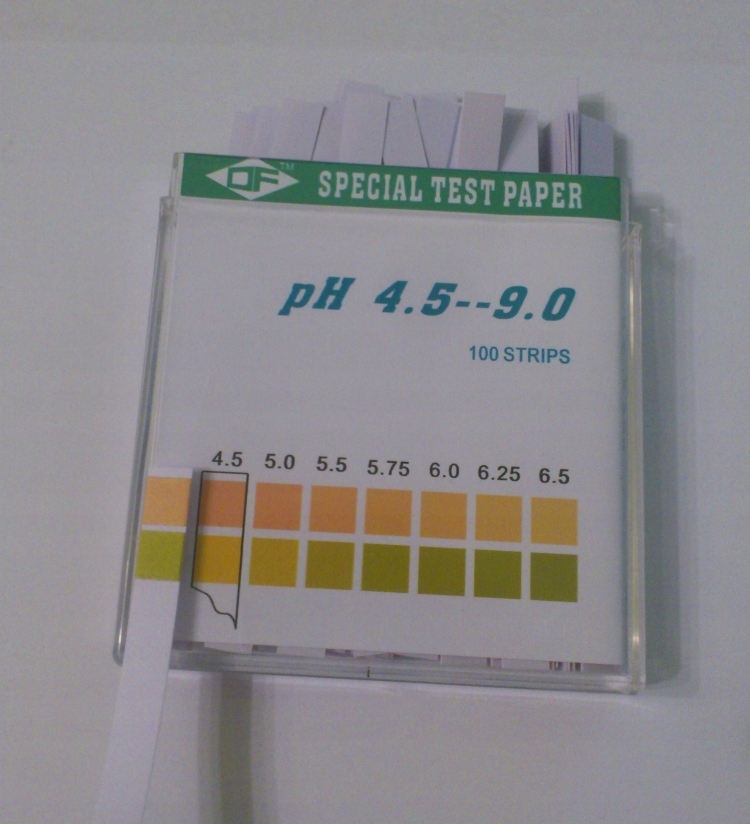 DF™ SPECIAL TEST PAPER
pH 4.5--9.0
100 STRIPS
4.5 5.0 5.5 5.75 6.0 6.25 6.5